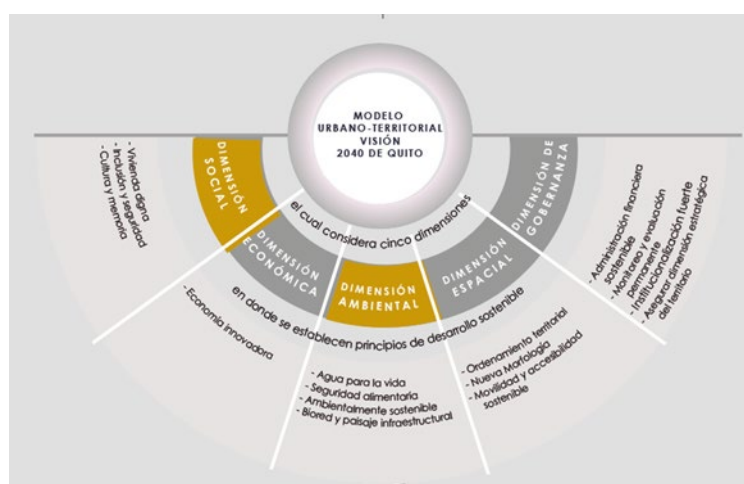 MODELO
URBANO-TERRITORIAL
VISIÓN
2040 DE QUITO
el cual considera cinco dimensiones
DIMENSIÓN
SOCIAL
DIMENSIÓN
ECONÓMICA
DIMENSIÓN
AMBIENTAL
DIMENSIÓN
ESPACIAL
DIMENSIÓN DE
GOBERNANZA
en donde se establecen principios de desarrollo sostenible
- Vivienda digna
- Inclusión y seguridad
- Cultura y memoria
- Economía innovadora
- Agua para la vida
- Seguridad alimentaria
- Ambientalmente sostenible
- Biored y paisaje infraestructural
- Ordenamiento territorial
- Nueva Morfología
- Movilidad y accesibilidad
sostenible
- Administración financiera
sostenible
- Monitoreo y evaluación
permanente
- Institucionalización fuerte
- Asegurar dimensión estratégica
del territorio